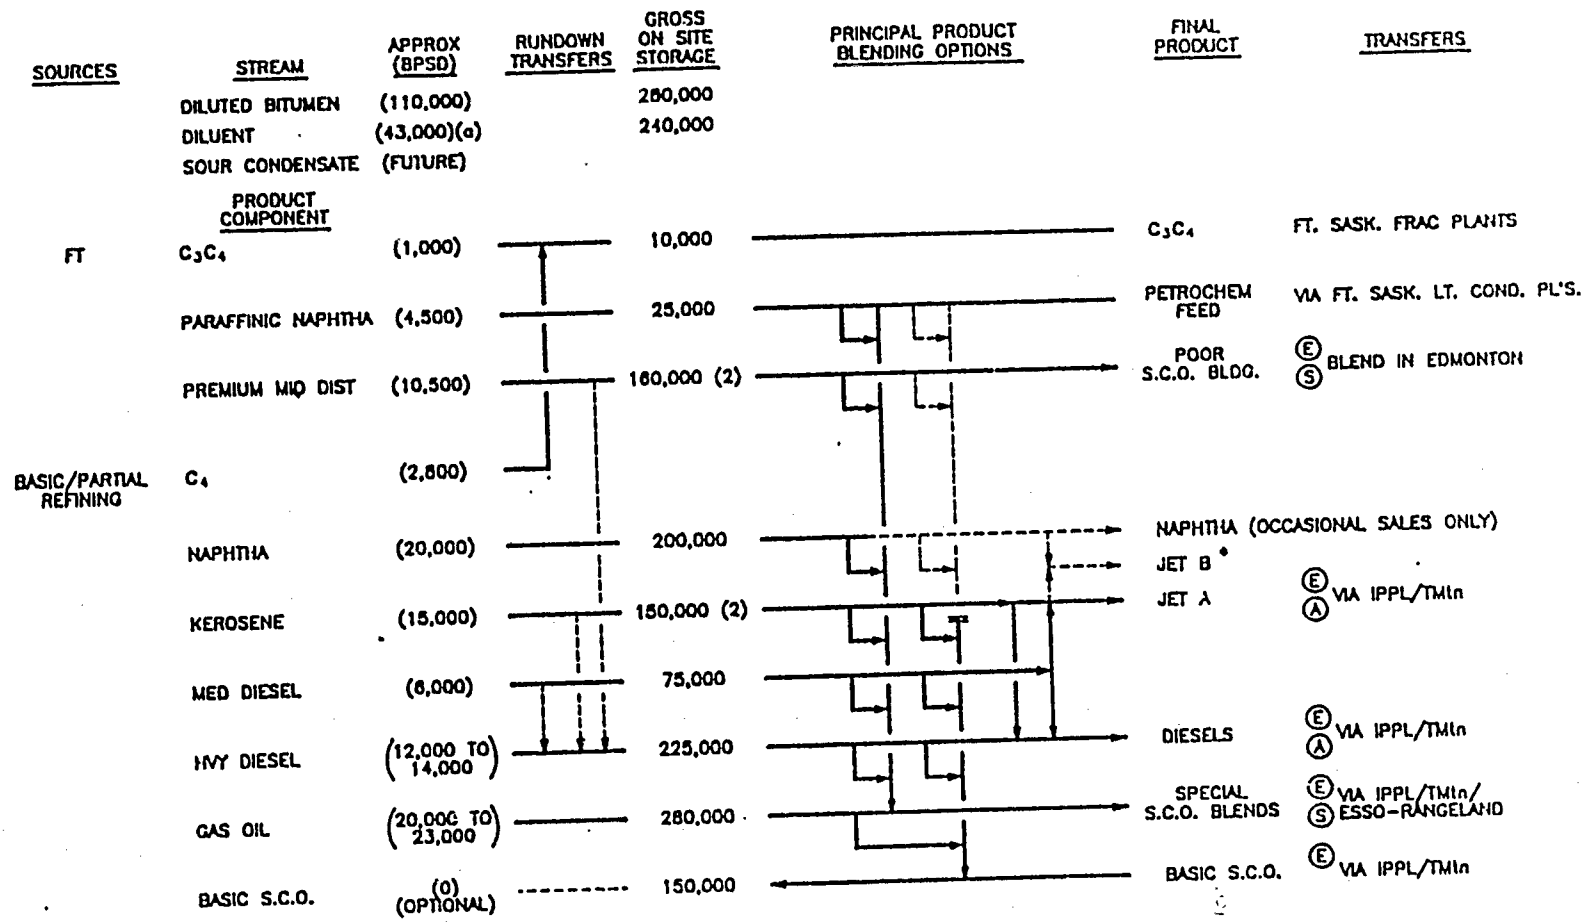 SOURCES STREAM APPROX (BPSD) RUNDOWN TRANSFERS GROSS ON SITE STORAGE PRINCIPAL PRODUCT BLENDING OPTIONS FINAL PRODUCT TRANSFERS
DILUTED BITUMEN (110,000) 260,000
DILUENT (43,000)(a) 240,000
SOUR CONDENSATE (FUTURE)
PRODUCT
COMPONENT
FT C₃C₄ (1,000) 10,000 C₃C₄ FT. SASK. FRAC PLANTS
PARAFFINIC NAPHTHA (4,500) 25,000 PETROCHEM FEED VIA FT. SASK. LT. COND. PL'S.
PREMIUM MID DIST (10,500) 160,000 (2) POOR S.C.O. BLDG. Ⓔ Ⓢ BLEND IN EDMONTON
BASIC/PARTIAL REFINING C₄ (2,800)
NAPHTHA (20,000) 200,000 NAPHTHA (OCCASIONAL SALES ONLY)
JET B *
KEROSENE (15,000) 150,000 (2) JET A Ⓔ Ⓐ VIA IPPL/TMln
MED DIESEL (6,000) 75,000
HVY DIESEL (12,000 TO 14,000) 225,000 DIESELS Ⓔ Ⓐ VIA IPPL/TMln
GAS OIL (20,000 TO 23,000) 280,000 SPECIAL S.C.O. BLENDS Ⓔ Ⓢ VIA IPPL/TMln/ ESSO-RANGELAND
BASIC S.C.O. (0) (OPTIONAL) 150,000 BASIC S.C.O. Ⓔ VIA IPPL/TMln